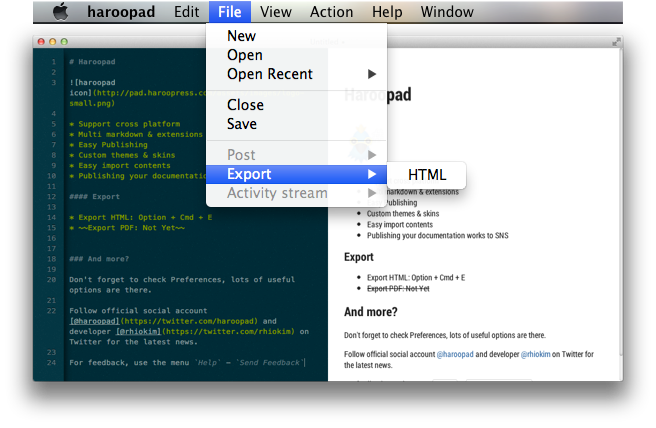 haroopad Edit File View Action Help Window
New
Open
Open Recent
Close
Save
Post
Export
Activity stream
HTML
1 # Haroopad
2
3 ![haroop
icon](http://pad.haroopress.co
small.png)
4
5 * Support cross platform
6 * Multi markdown & extensions
7 * Easy Publishing
8 * Custom themes & skins
9 * Easy import contents
10 * Publishing your documentatio
11
12 #### Export
13
14 * Export HTML: Option + Cmd + E
15 * ~~Export PDF: Not Yet~~
16
17
18 ### And more?
19
20 Don't forget to check Preferences, lots of useful
options are there.
21
22 Follow official social account
[@haroopad](https://twitter.com/haroopad) and
developer [@rhiokim](https://twitter.com/rhiokim) on
Twitter for the latest news.
23
24 For feedback, use the menu `Help` - `Send Feedback`
Haroopad
markdown & extensions
Publishing
Custom themes & skins
Easy import contents
Publishing your documentation works to SNS
Export
Export HTML: Option + Cmd + E
Export PDF: Not Yet
And more?
Don't forget to check Preferences, lots of useful options are there.
Follow official social account @haroopad and developer @rhiokim on Twitter for
the latest news.